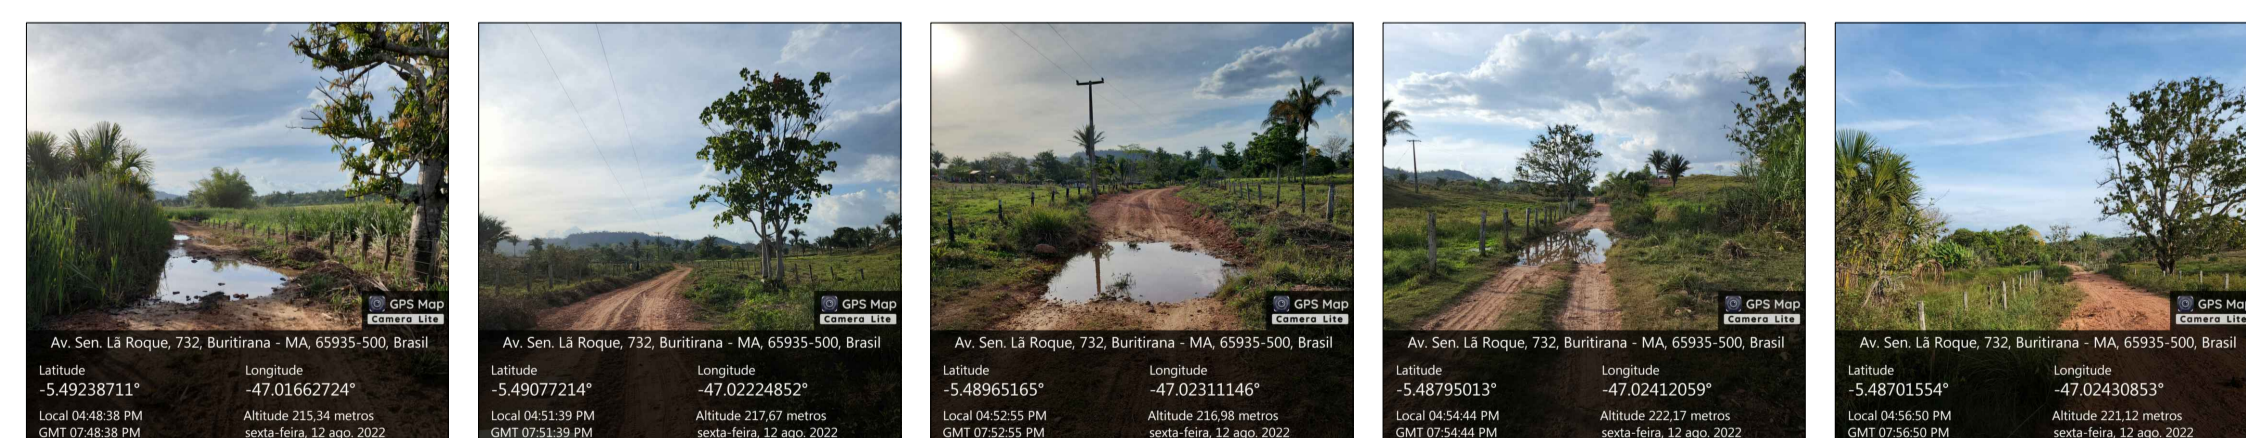 GPS Map
Camera Lite
Av. Sen. Lã Roque, 732, Buritirana - MA, 65935-500, Brasil
Latitude
-5.49238711°
Longitude
-47.01662724°
Local 04:48:38 PM
GMT 07:48:38 PM
Altitude 215,34 metros
sexta-feira, 12 ago. 2022
GPS Map
Camera Lite
Av. Sen. Lã Roque, 732, Buritirana - MA, 65935-500, Brasil
Latitude
-5.49077214°
Longitude
-47.02224852°
Local 04:51:39 PM
GMT 07:51:39 PM
Altitude 217,67 metros
sexta-feira, 12 ago. 2022
GPS Map
Camera Lite
Av. Sen. Lã Roque, 732, Buritirana - MA, 65935-500, Brasil
Latitude
-5.48965165°
Longitude
-47.02311146°
Local 04:52:55 PM
GMT 07:52:55 PM
Altitude 216,98 metros
sexta-feira, 12 ago. 2022
GPS Map
Camera Lite
Av. Sen. Lã Roque, 732, Buritirana - MA, 65935-500, Brasil
Latitude
-5.48795013°
Longitude
-47.02412059°
Local 04:54:44 PM
GMT 07:54:44 PM
Altitude 222,17 metros
sexta-feira, 12 ago. 2022
GPS Map
Camera Lite
Av. Sen. Lã Roque, 732, Buritirana - MA, 65935-500, Brasil
Latitude
-5.48701554°
Longitude
-47.02430853°
Local 04:56:50 PM
GMT 07:56:50 PM
Altitude 221,12 metros
sexta-feira, 12 ago. 2022